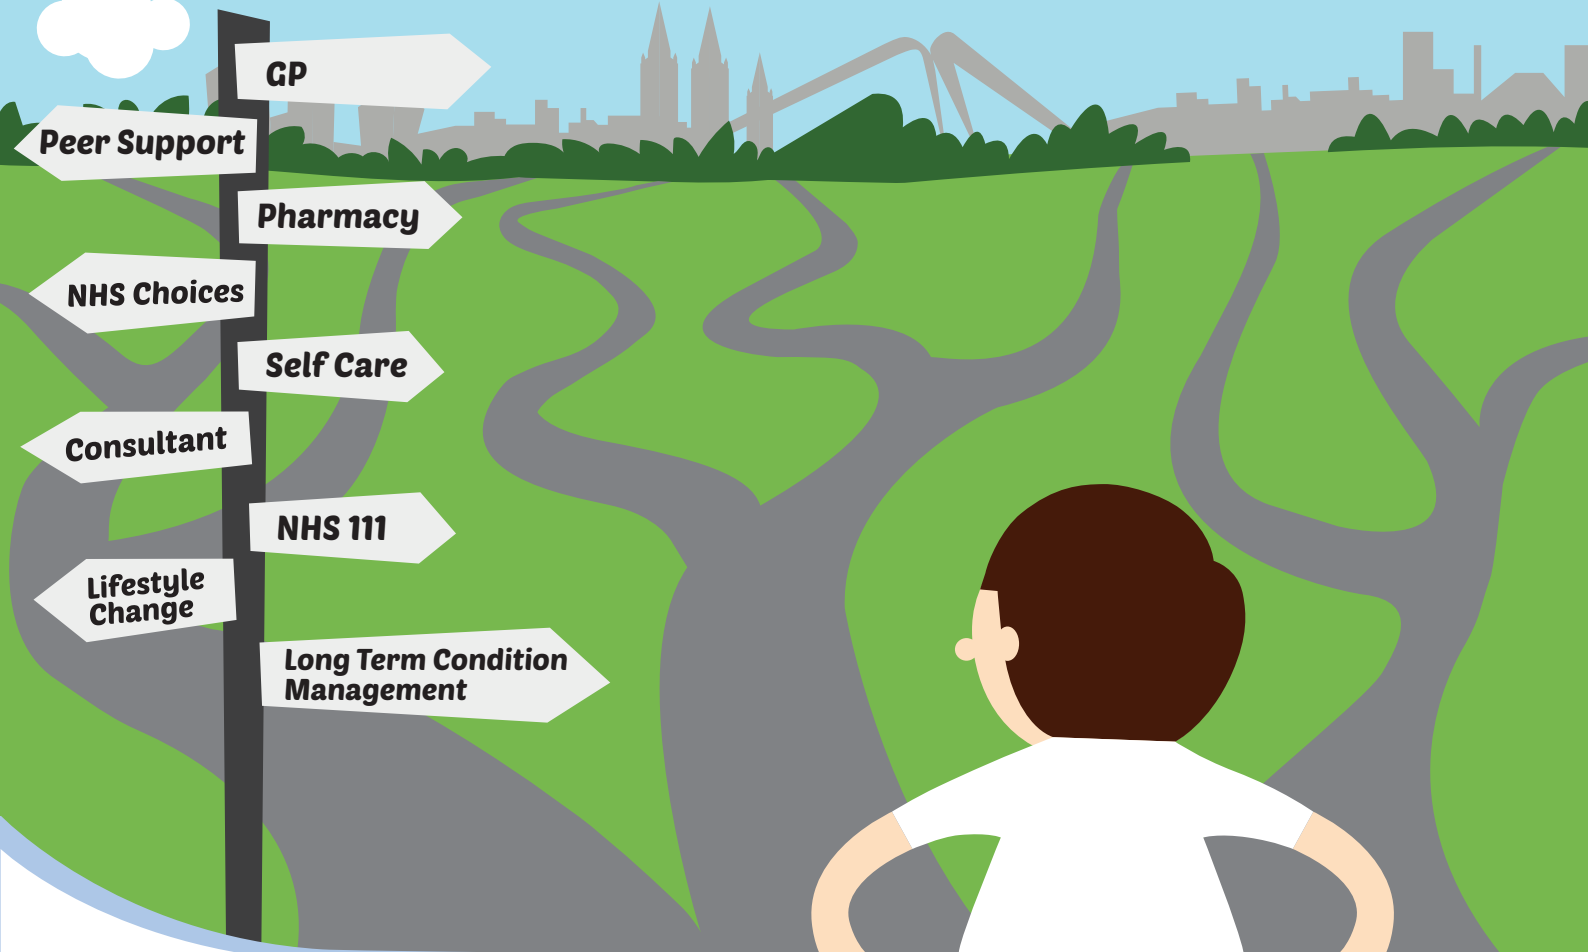 GP
Peer Support
Pharmacy
NHS Choices
Self Care
Consultant
NHS 111
Lifestyle
Change
Long Term Condition
Management